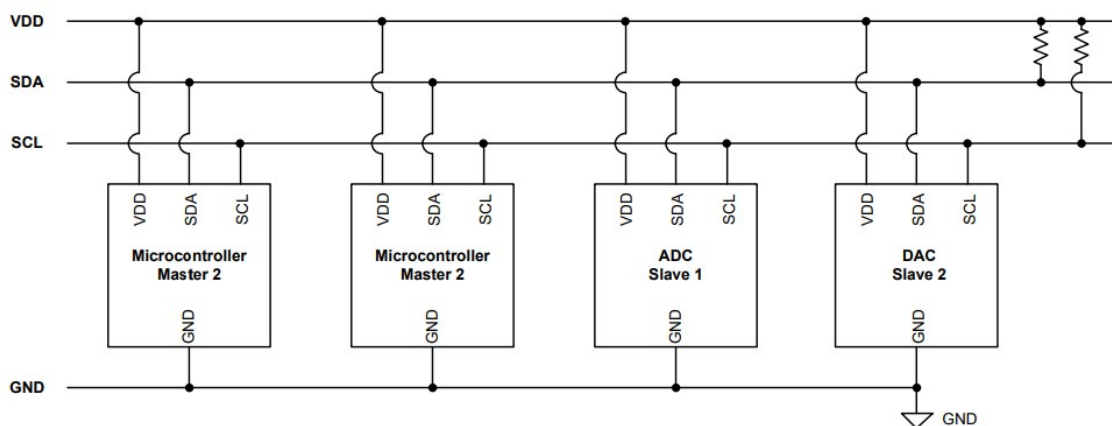 VDD
SDA
SCL
VDD SDA SCL
Microcontroller
Master 2
GND
VDD SDA SCL
Microcontroller
Master 2
GND
VDD SDA SCL
ADC
Slave 1
GND
VDD SDA SCL
DAC
Slave 2
GND
GND
GND